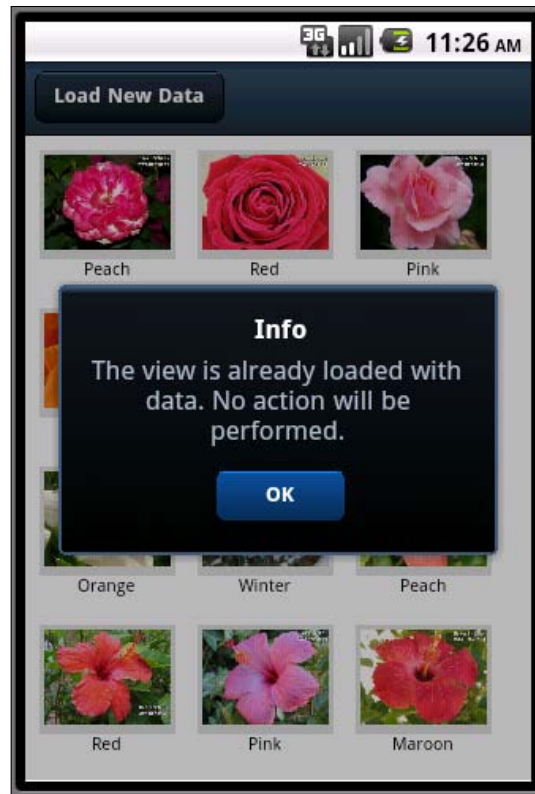 3G 11:26 AM
Load New Data
Peach Red Pink
Info
The view is already loaded with
data. No action will be
performed.
OK
Orange Winter Peach
Red Pink Maroon